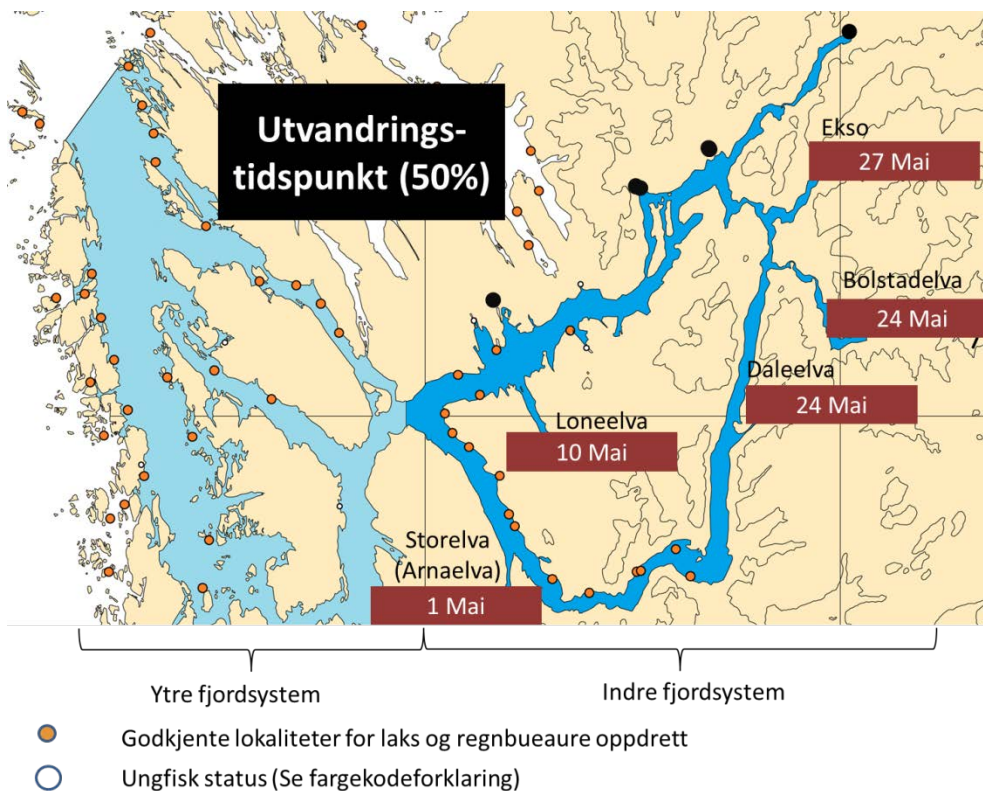 Utvandrings-
tidspunkt (50%)
Ekso
27 Mai
Bolstadelva
24 Mai
Daleelva
24 Mai
Loneelva
10 Mai
Storelva
(Arnaelva)
1 Mai
Ytre fjordsystem
Indre fjordsystem
Godkjente lokaliteter for laks og regnbueaure oppdrett
Ungfisk status (Se fargekodeforklaring)